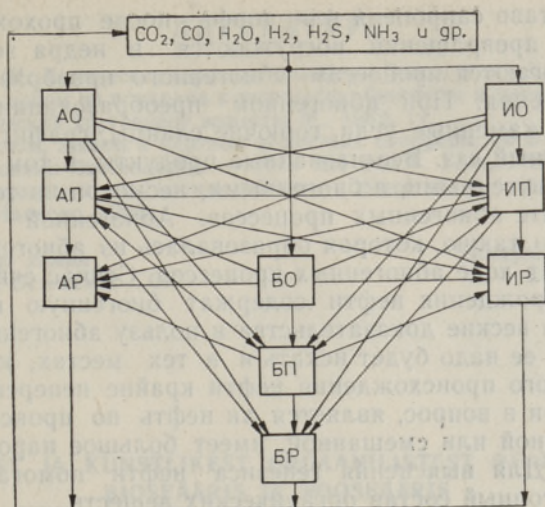 CO₂, CO, H₂O, H₂, H₂S, NH₃ и др.
АО ИО
АП ИП
АР БО ИР
БП
БР